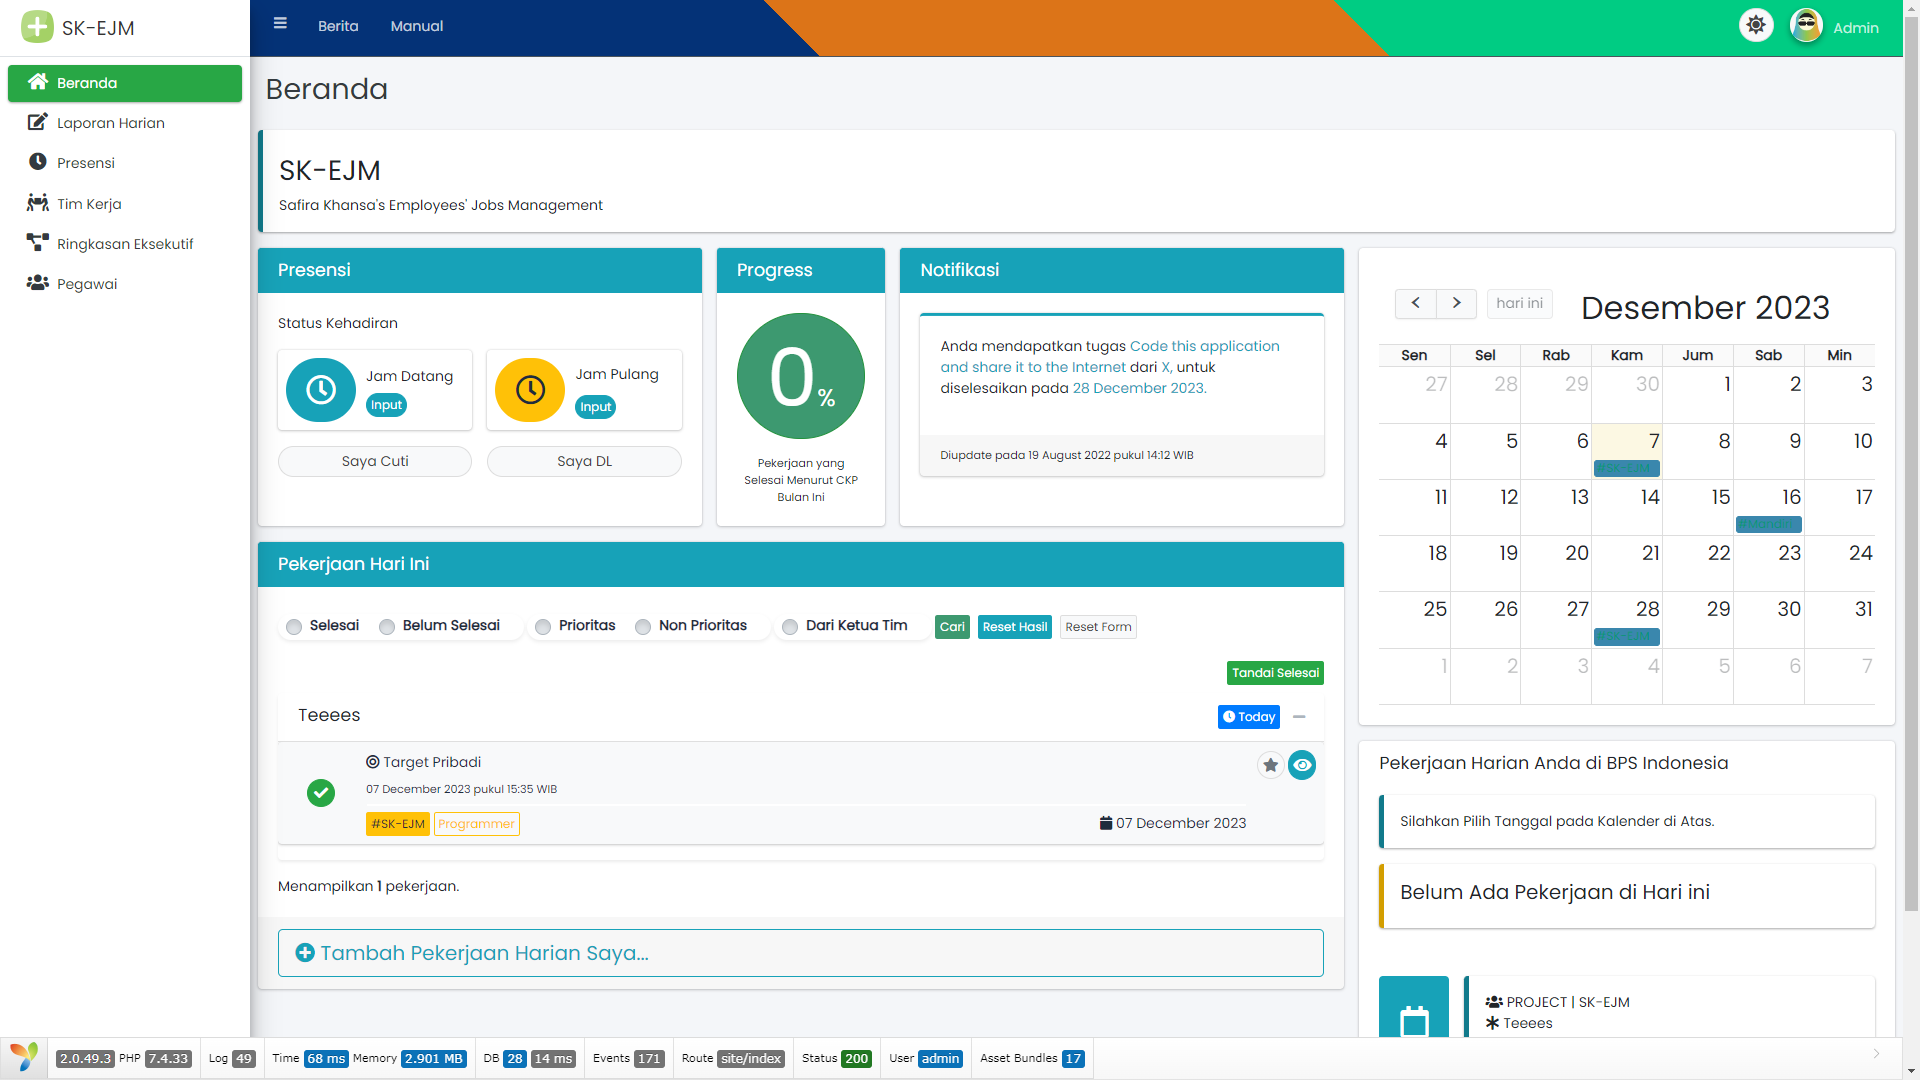 SK-EJM
Berita
Manual
Admin
Beranda
Laporan Harian
Presensi
Tim Kerja
Ringkasan Eksekutif
Pegawai
Beranda
SK-EJM
Safira Khansa's Employees' Jobs Management
Presensi
Status Kehadiran
Jam Datang
Input
Jam Pulang
Input
Saya Cuti
Saya DL
Progress
0%
Pekerjaan yang
Selesai Menurut CKP
Bulan Ini
Notifikasi
Anda mendapatkan tugas Code this application
and share it to the Internet dari X, untuk
diselesaikan pada 28 December 2023.
Diupdate pada 19 August 2022 pukul 14:12 WIB
hari ini
Desember 2023
Sen Sel Rab Kam Jum Sab Min
27 28 29 30 1 2 3
4 5 6 7 8 9 10
#SK-EJM
11 12 13 14 15 16 17
18 19 20 21 22 23 24
25 26 27 28 29 30 31
#SK-EJM
1 2 3 4 5 6 7
Pekerjaan Hari Ini
Selesai Belum Selesai Prioritas Non Prioritas Dari Ketua Tim Cari Reset Hasil Reset Form
Tandai Selesai
Teeees
Today
Target Pribadi
07 December 2023 pukul 15:35 WIB
#SK-EJM Programmer
07 December 2023
Menampilkan 1 pekerjaan.
Tambah Pekerjaan Harian Saya...
Pekerjaan Harian Anda di BPS Indonesia
Silahkan Pilih Tanggal pada Kalender di Atas.
Belum Ada Pekerjaan di Hari ini
PROJECT | SK-EJM
Teeees
2.0.49.3 PHP 7.4.33 Log 49 Time 68 ms Memory 2.901 MB DB 28 14 ms Events 171 Route site/index Status 200 User admin Asset Bundles 17